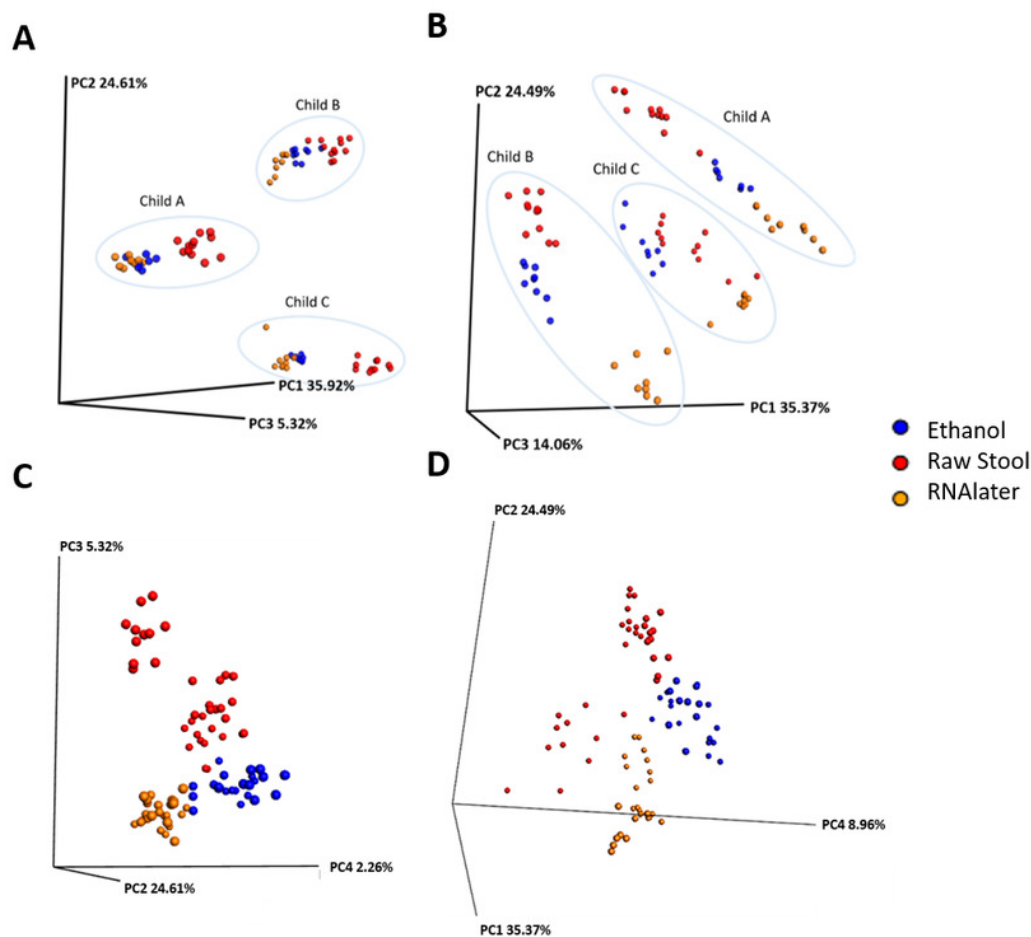 A
PC2 24.61%
Child B
Child A
Child C
PC1 35.92%
PC3 5.32%
B
PC2 24.49%
Child A
Child B
Child C
PC1 35.37%
PC3 14.06%
Ethanol
Raw Stool
RNAlater
C
PC3 5.32%
PC4 2.26%
PC2 24.61%
D
PC2 24.49%
PC4 8.96%
PC1 35.37%